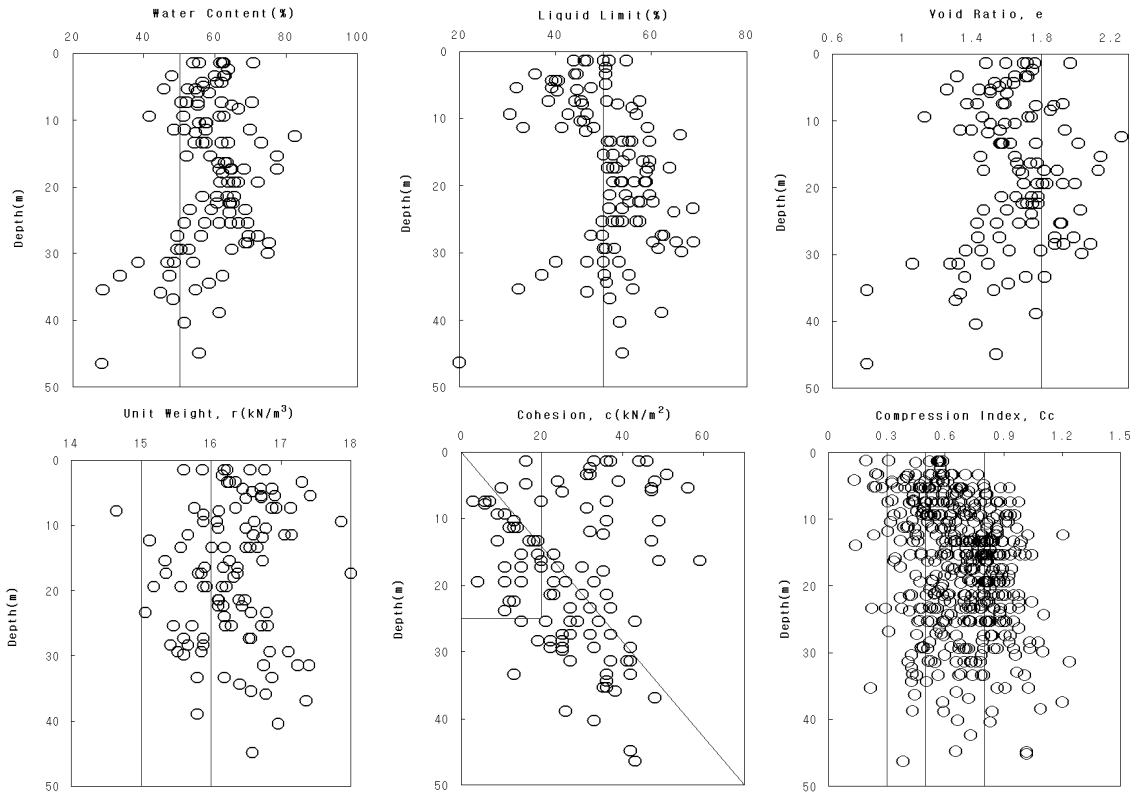 Water Content(%)
20 40 60 80 100
0
10
20
30
40
50
Depth(m)
Liquid Limit(%)
20 40 60 80
0
10
20
30
40
50
Depth(m)
Void Ratio, e
0.6 1 1.4 1.8 2.2
0
10
20
30
40
50
Depth(m)
Unit Weight, r(kN/m³)
14 15 16 17 18
0
10
20
30
40
50
Depth(m)
Cohesion, c(kN/m²)
0 20 40 60
0
10
20
30
40
50
Depth(m)
Compression Index, Cc
0 0.3 0.6 0.9 1.2 1.5
0
10
20
30
40
50
Depth(m)